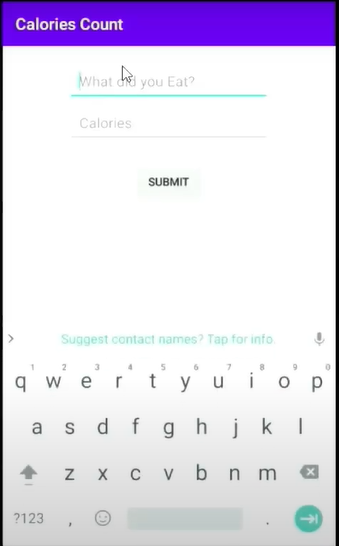 Calories Count
What did you Eat?
Calories
SUBMIT
Suggest contact names? Tap for info.
1 2 3 4 5 6 7 8 9 0
q w e r t y u i o p
a s d f g h j k l
z x c v b n m
?123 , .